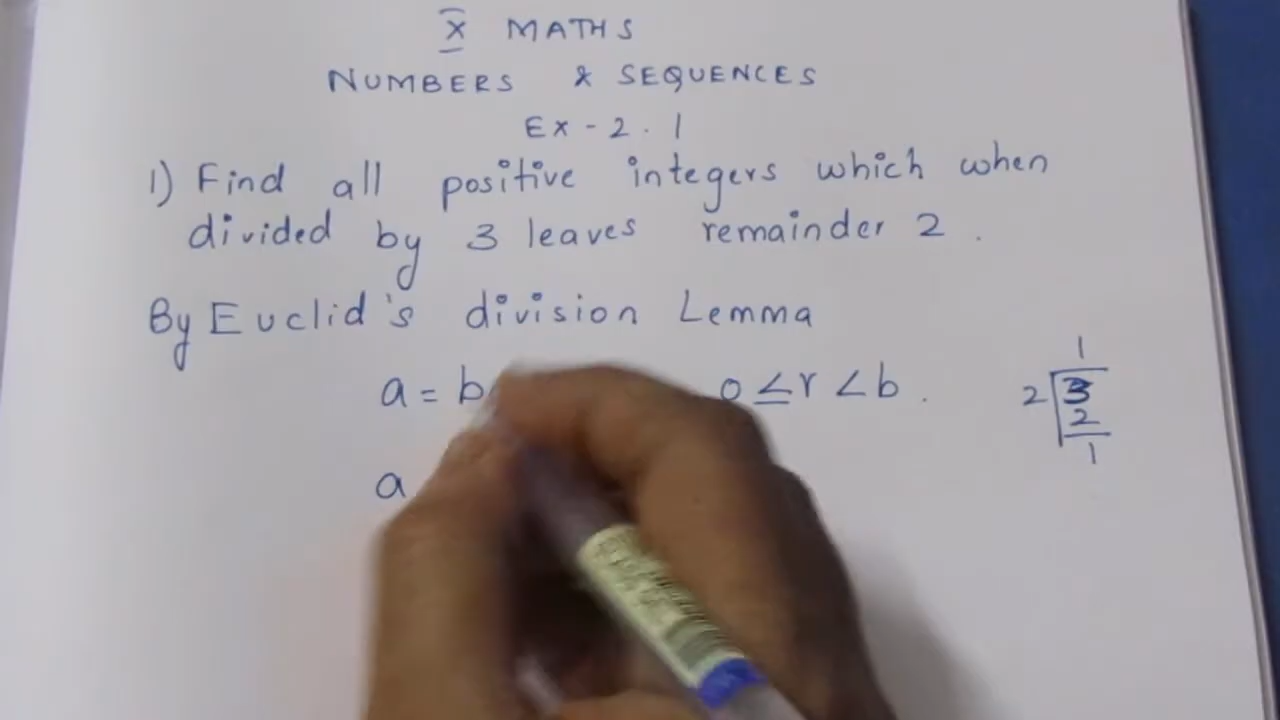 X MATHS
NUMBERS & SEQUENCES
Ex - 2.1
1) Find all positive integers which when
divided by 3 leaves remainder 2.
By Euclid's division Lemma
a = b 0 ≤ r < b.
1
2 3
2
1
a